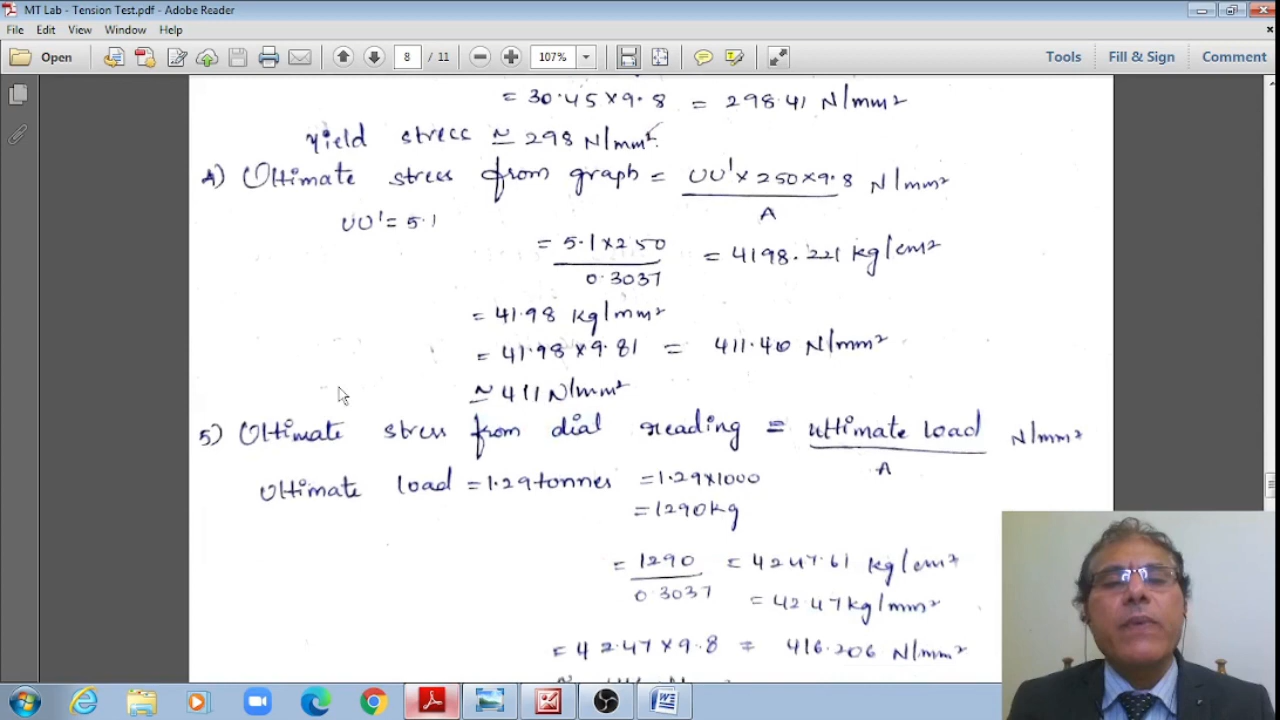 MT Lab - Tension Test.pdf - Adobe Reader
File Edit View Window Help
Open 8 / 11 107% Tools Fill & Sign Comment
= 30.45 x 9.8 = 298.41 N/mm²
Yield stress ≃ 298 N/mm².
4) Ultimate stress from graph = UU' x 250 x 9.8 N/mm²
A
UU' = 5.1
= 5.1 x 250 = 4198.221 kg/cm²
0.3037
= 41.98 kg/mm²
= 41.98 x 9.81 = 411.40 N/mm²
≃ 411 N/mm²
5) Ultimate stress from dial reading = ultimate load N/mm²
A
Ultimate load = 1.29 tonnes = 1.29 x 1000
= 1290 kg
= 1290 = 4247.61 kg/cm²
0.3037
= 42.47 kg/mm²
= 42.47 x 9.8 = 416.206 N/mm²